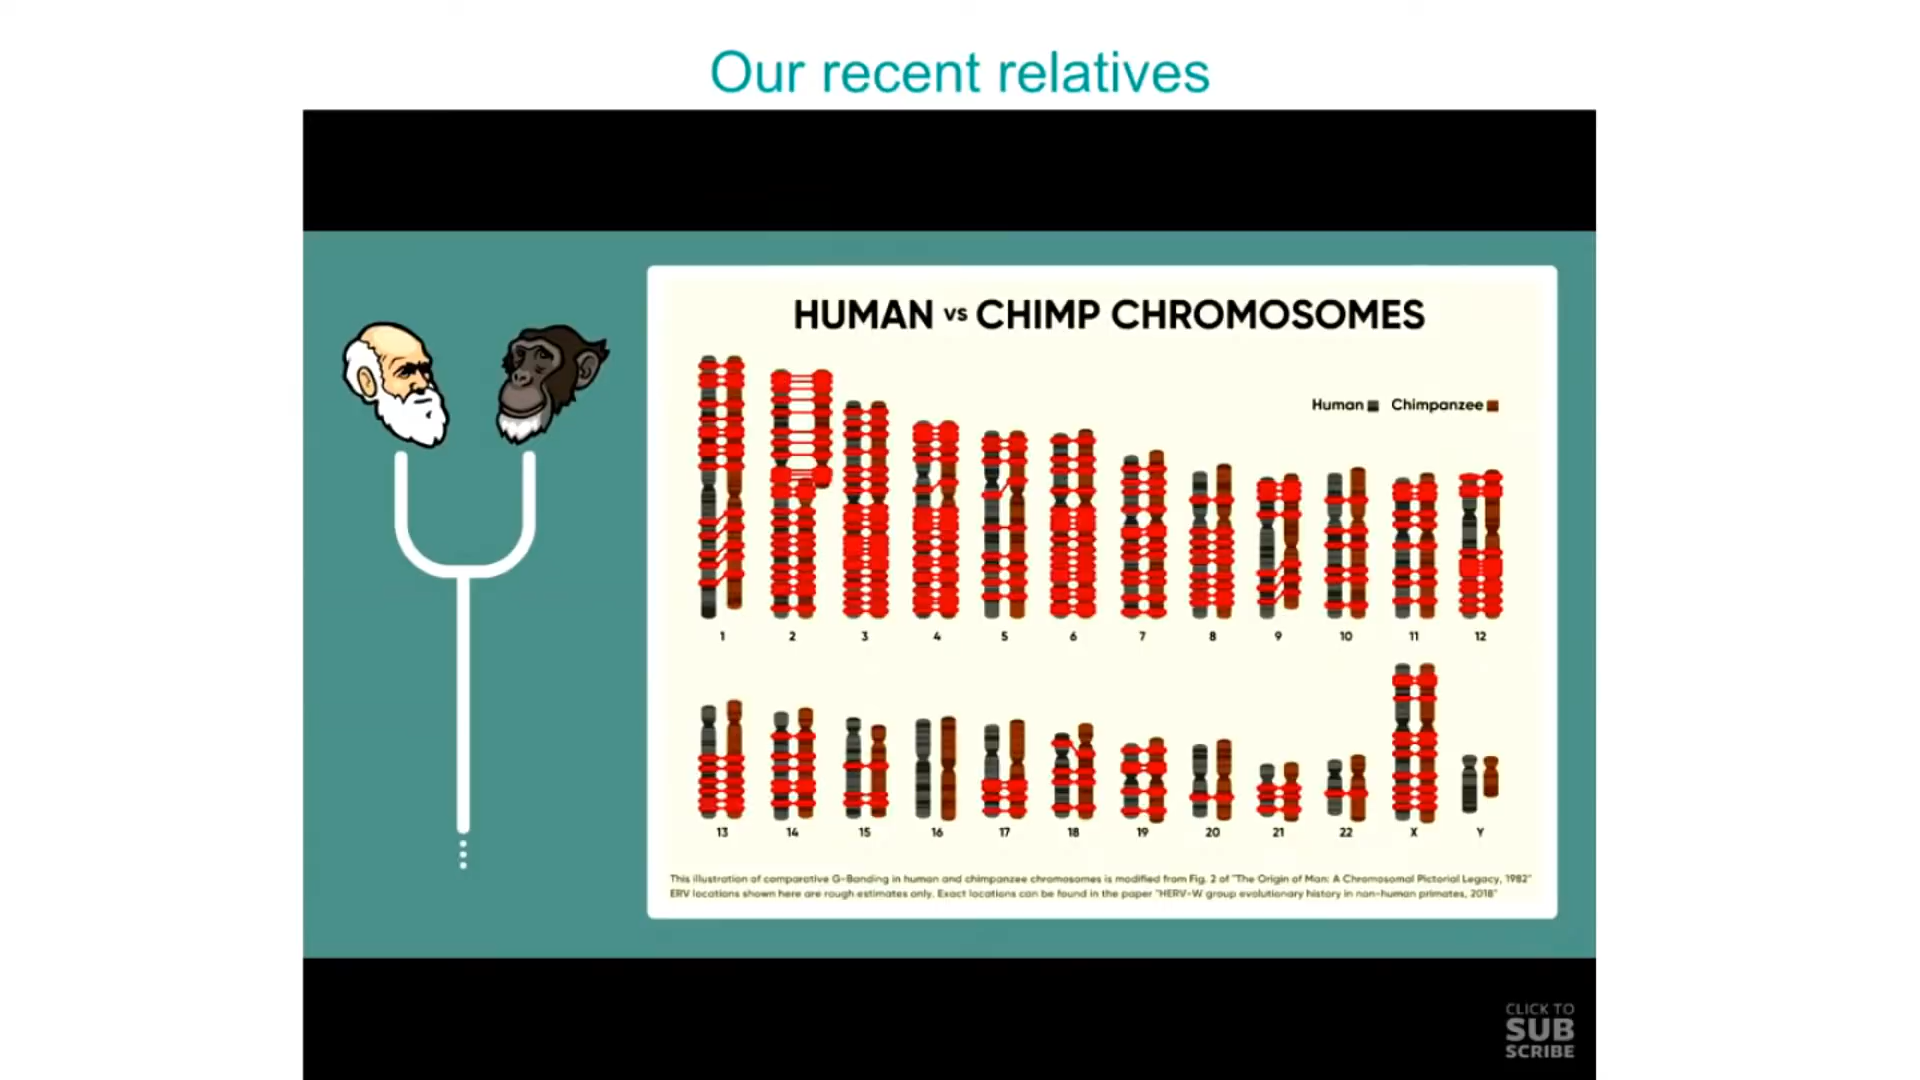 Our recent relatives
HUMAN vs CHIMP CHROMOSOMES
Human Chimpanzee
1 2 3 4 5 6 7 8 9 10 11 12
13 14 15 16 17 18 19 20 21 22 X Y
This illustration of comparative G-Banding in human and chimpanzee chromosomes is modified from Fig. 2 of "The Origin of Man: A Chromosomal Pictorial Legacy, 1982"
ERV locations shown here are rough estimates only. Exact locations can be found in the paper "HERV-W group evolutionary history in non-human primates, 2018"
CLICK TO
SUB
SCRIBE